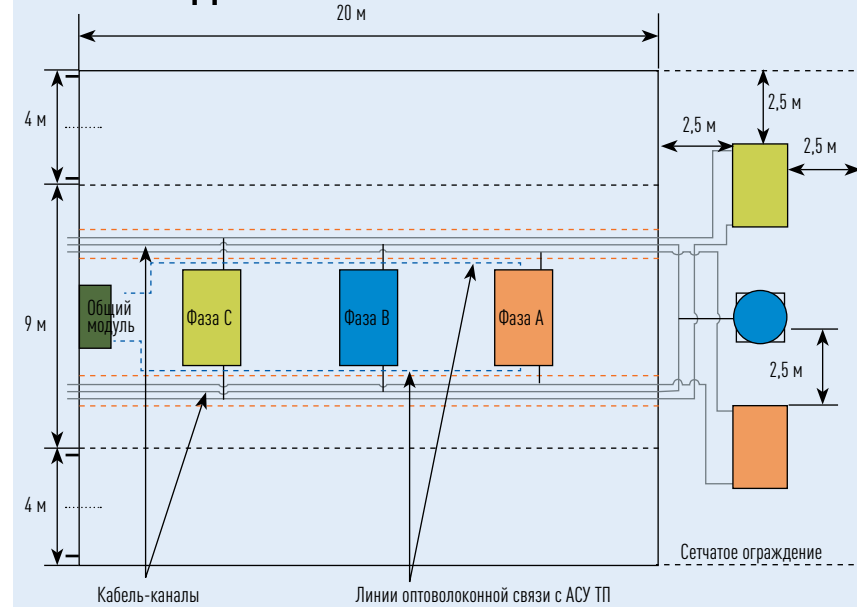 20 м
4 м
2,5 м
2,5 м
2,5 м
9 м
Общий
модуль
Фаза C
Фаза B
Фаза A
2,5 м
4 м
Сетчатое ограждение
Кабель-каналы
Линии оптоволоконной связи с АСУ ТП